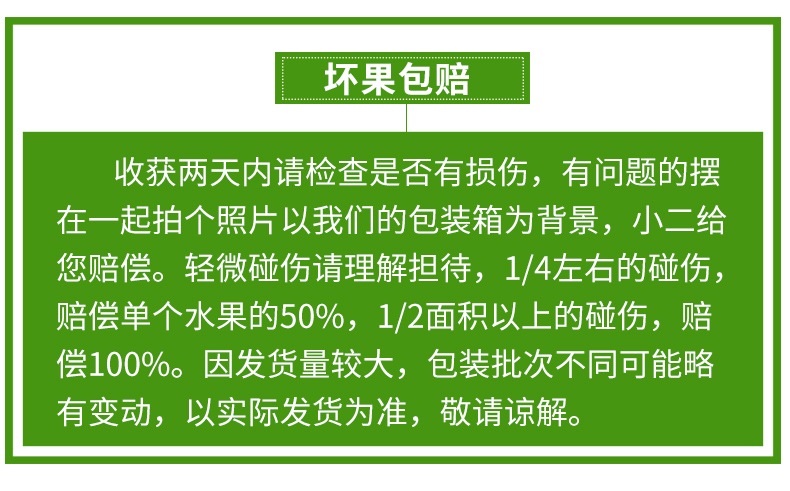 坏果包赔
收获两天内请检查是否有损伤，有问题的摆
在一起拍个照片以我们的包装箱为背景，小二给
您赔偿。轻微碰伤请理解担待，1/4左右的碰伤，
赔偿单个水果的50%，1/2面积以上的碰伤，赔
偿100%。因发货量较大，包装批次不同可能略
有变动，以实际发货为准，敬请谅解。